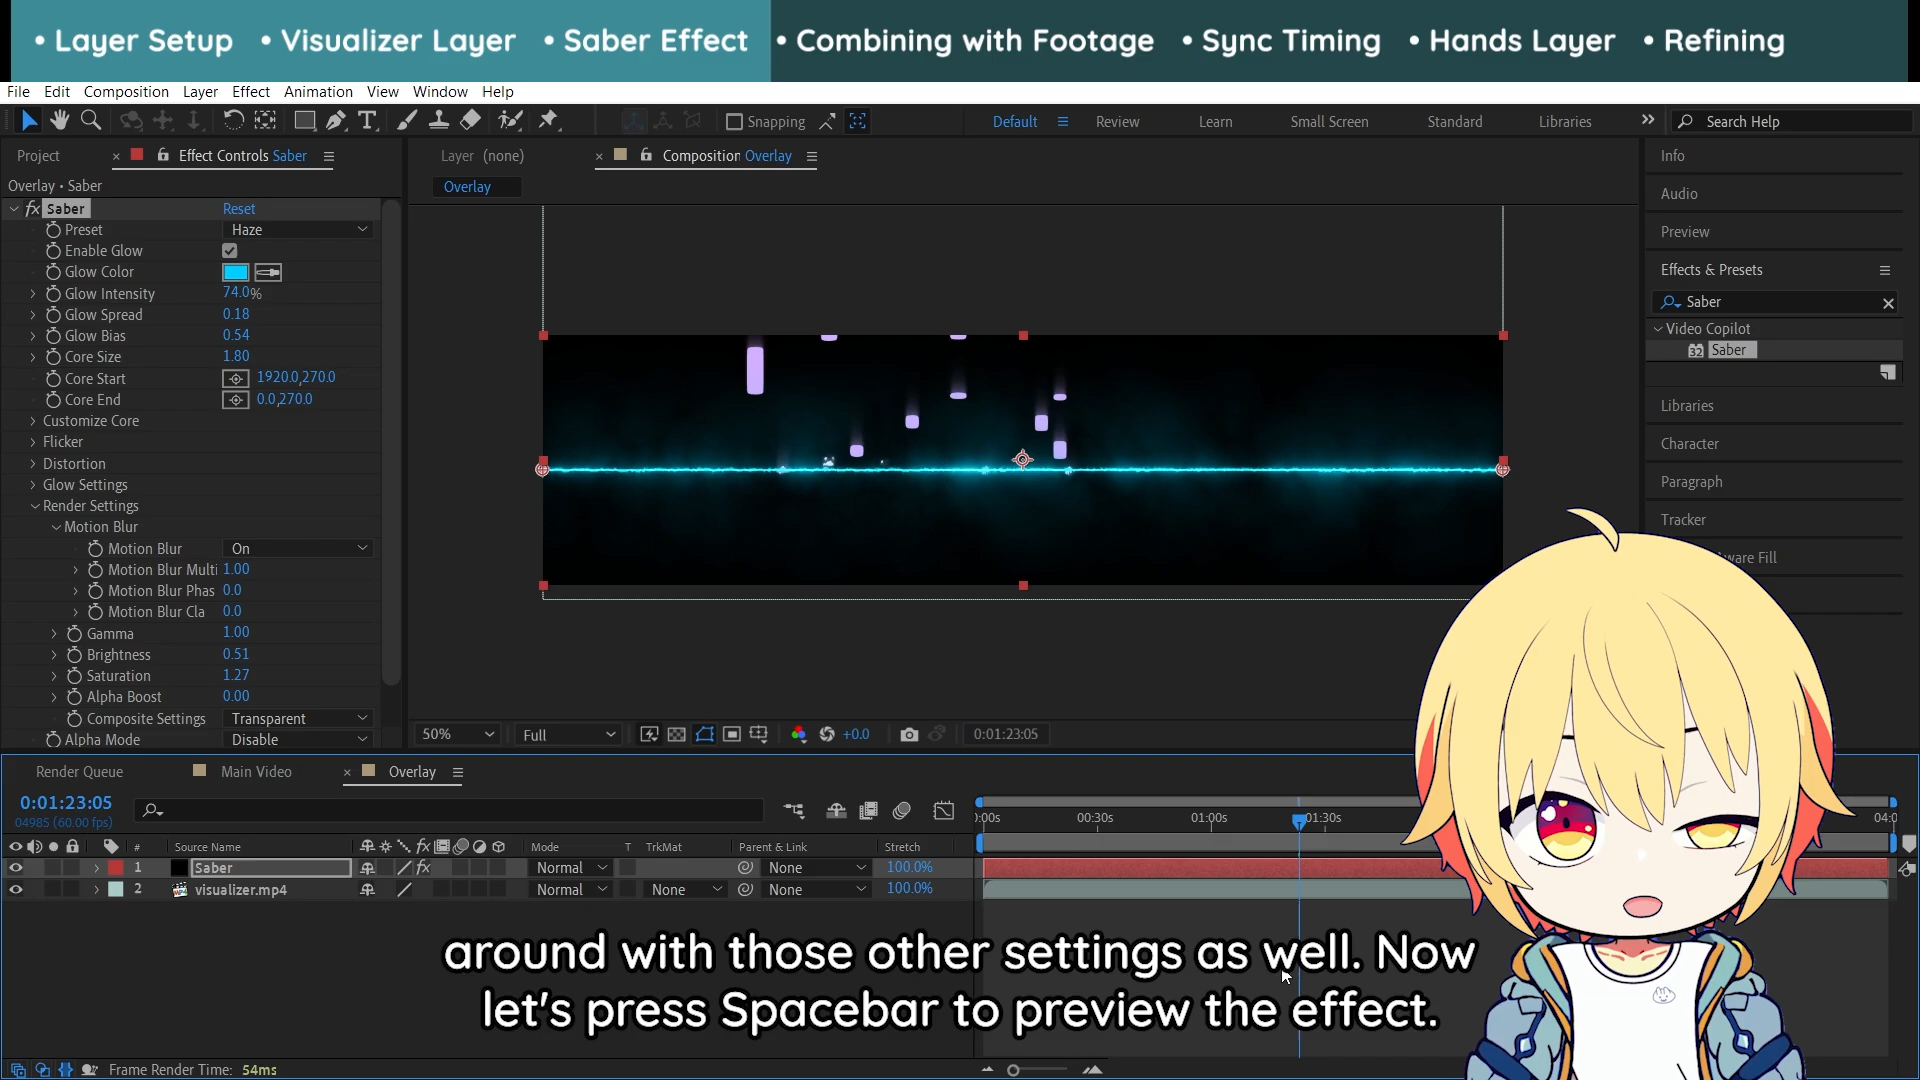 • Layer Setup • Visualizer Layer • Saber Effect • Combining with Footage • Sync Timing • Hands Layer • Refining
File Edit Composition Layer Effect Animation View Window Help
Snapping Default Review Learn Small Screen Standard Libraries Search Help
Project Effect Controls Saber
Layer (none) Composition Overlay
Overlay • Saber
Overlay
fx Saber Reset
Preset Haze
Enable Glow
Glow Color
Glow Intensity 74.0%
Glow Spread 0.18
Glow Bias 0.54
Core Size 1.80
Core Start 1920.0,270.0
Core End 0.0,270.0
Customize Core
Flicker
Distortion
Glow Settings
Render Settings
Motion Blur
Motion Blur On
Motion Blur Multi 1.00
Motion Blur Phas 0.0
Motion Blur Cla 0.0
Gamma 1.00
Brightness 0.51
Saturation 1.27
Alpha Boost 0.00
Composite Settings Transparent
Alpha Mode Disable
50% Full +0.0 0:01:23:05
Info
Audio
Preview
Effects & Presets
Saber
Video Copilot
32 Saber
Libraries
Character
Paragraph
Tracker
ware Fill
Render Queue Main Video Overlay
0:01:23:05
04985 (60.00 fps)
):00s 00:30s 01:00s 01:30s 04:0
# Source Name fx Mode T TrkMat Parent & Link Stretch
1 Saber fx Normal None 100.0%
2 visualizer.mp4 Normal None None 100.0%
around with those other settings as well. Now
let's press Spacebar to preview the effect.
Frame Render Time: 54ms